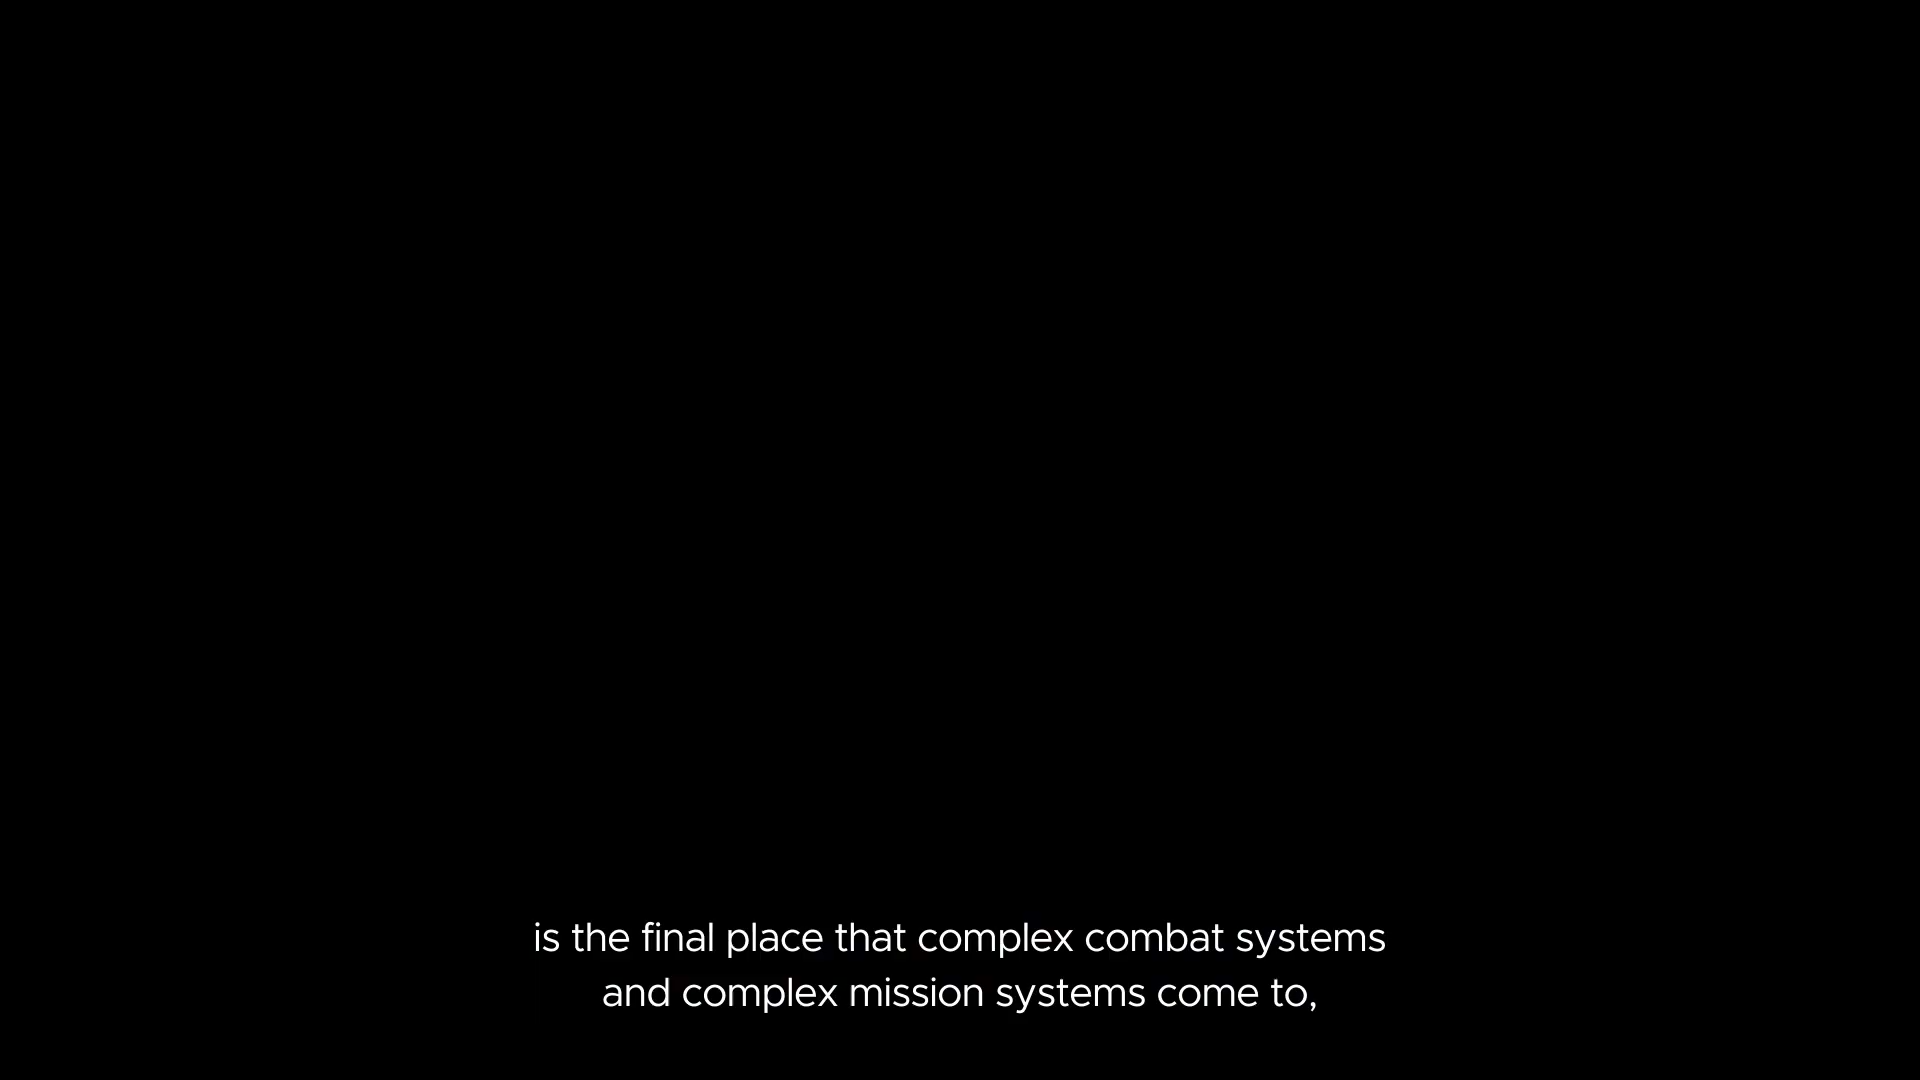 is the final place that complex combat systems
and complex mission systems come to,